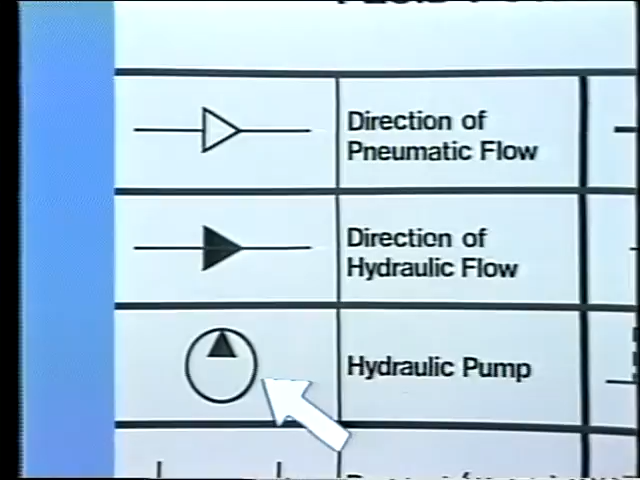 Direction of
Pneumatic Flow
Direction of
Hydraulic Flow
Hydraulic Pump